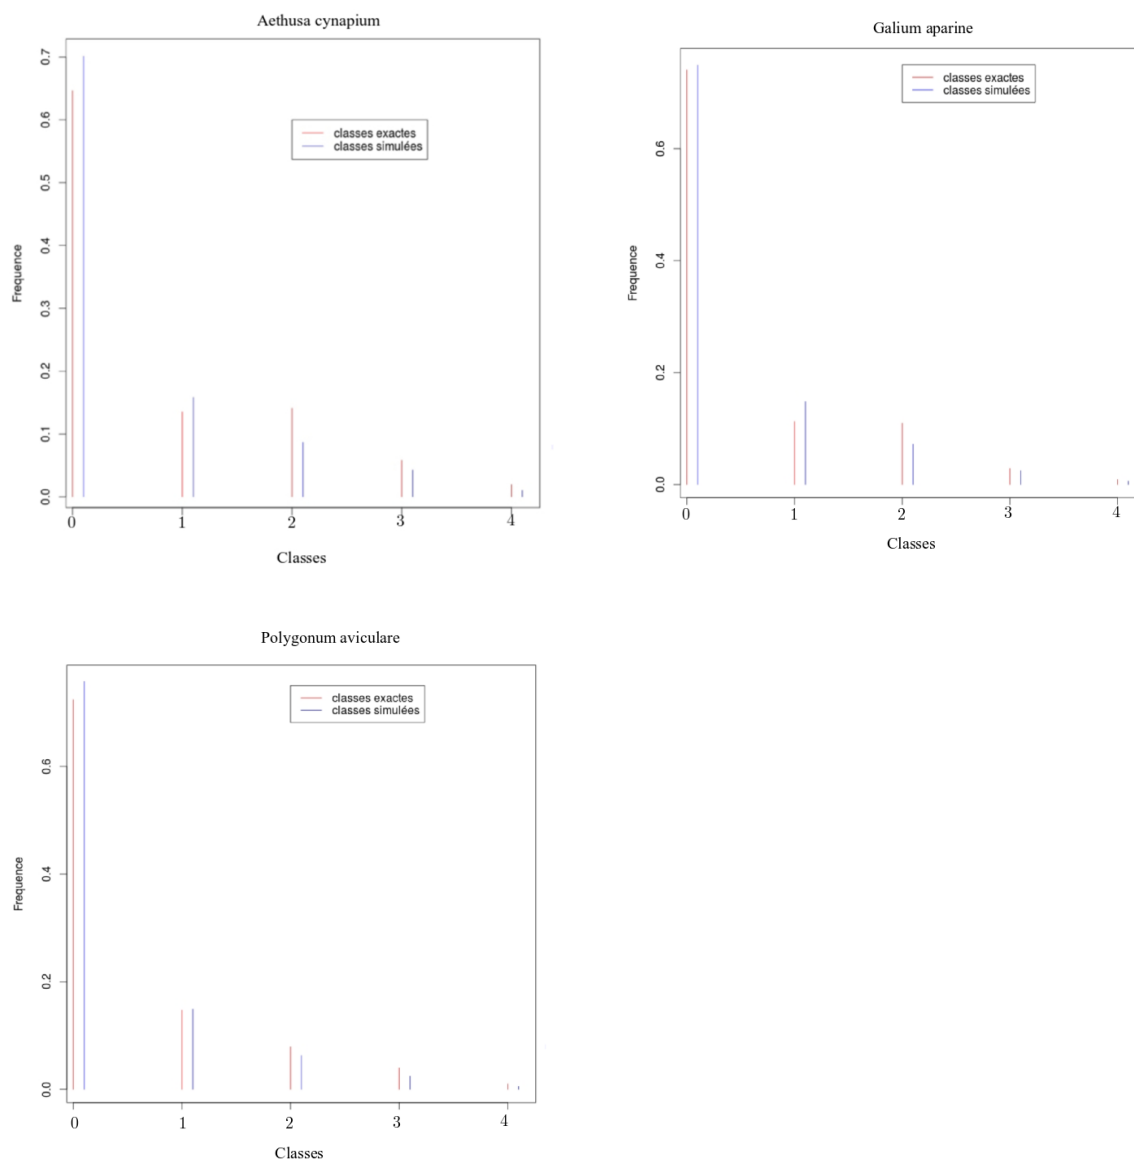 Aethusa cynapium
0.7
0.6
0.5
0.4
0.3
0.2
0.1
0.0
Frequence
classes exactes
classes simulées
0 1 2 3 4
Classes
Galium aparine
0.6
0.4
0.2
0.0
Frequence
classes exactes
classes simulées
0 1 2 3 4
Classes
Polygonum aviculare
0.6
0.4
0.2
0.0
Frequence
classes exactes
classes simulées
0 1 2 3 4
Classes